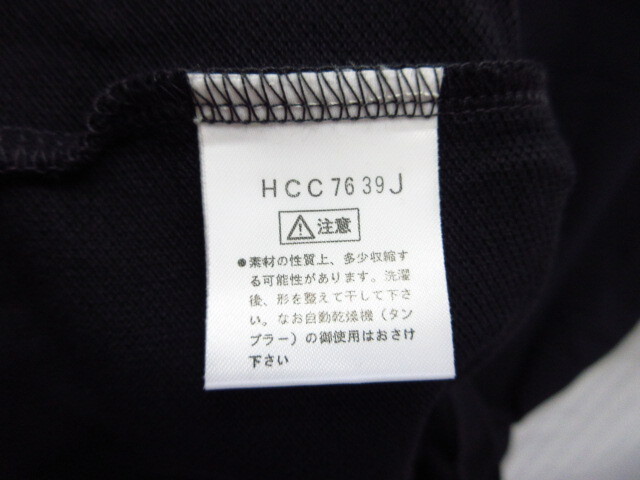 HCC7639J
⚠注意
●素材の性質上、多少収縮す
る可能性があります。洗濯
後、形を整えて干して下さ
い。なお自動乾燥機（タン
ブラー）の御使用はおさけ
下さい